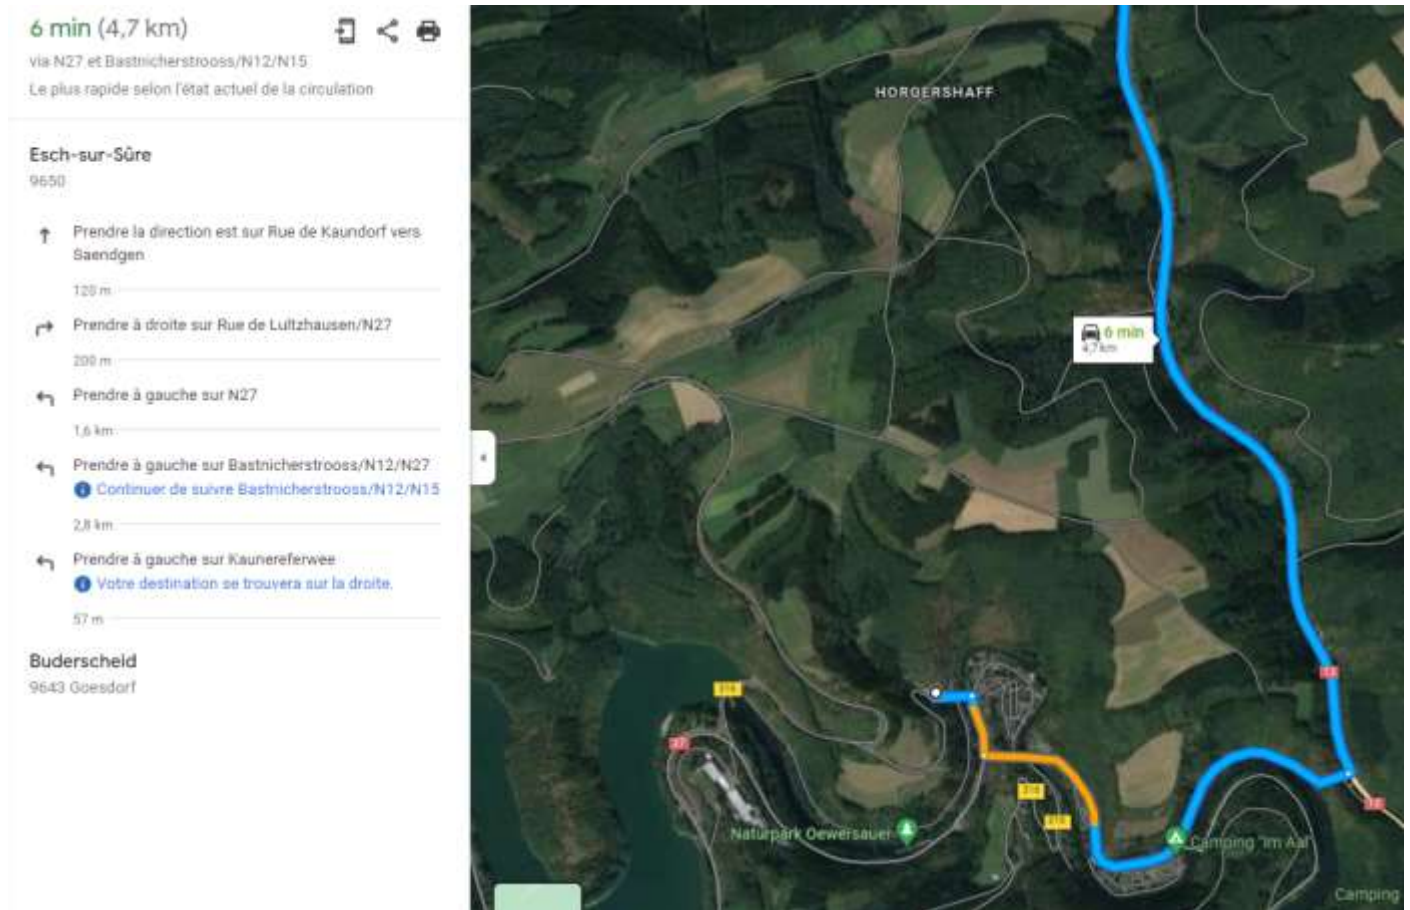 6 min (4,7 km)
via N27 et Bastnicherstrooss/N12/N15
Le plus rapide selon l'état actuel de la circulation
Esch-sur-Sûre
9650
Prendre la direction est sur Rue de Kaundorf vers
Saendgen
120 m
Prendre à droite sur Rue de Lultzhausen/N27
200 m
Prendre à gauche sur N27
1,6 km
Prendre à gauche sur Bastnicherstrooss/N12/N27
Continuer de suivre Bastnicherstrooss/N12/N15
2,8 km
Prendre à gauche sur Kaunereferwee
Votre destination se trouvera sur la droite.
57 m
Buderscheid
9643 Goesdorf
HORGERSHAFF
6 min
4,7 km
316
27
316
Naturpark Oewersauer
Camping "Im Aal"
15
Camping